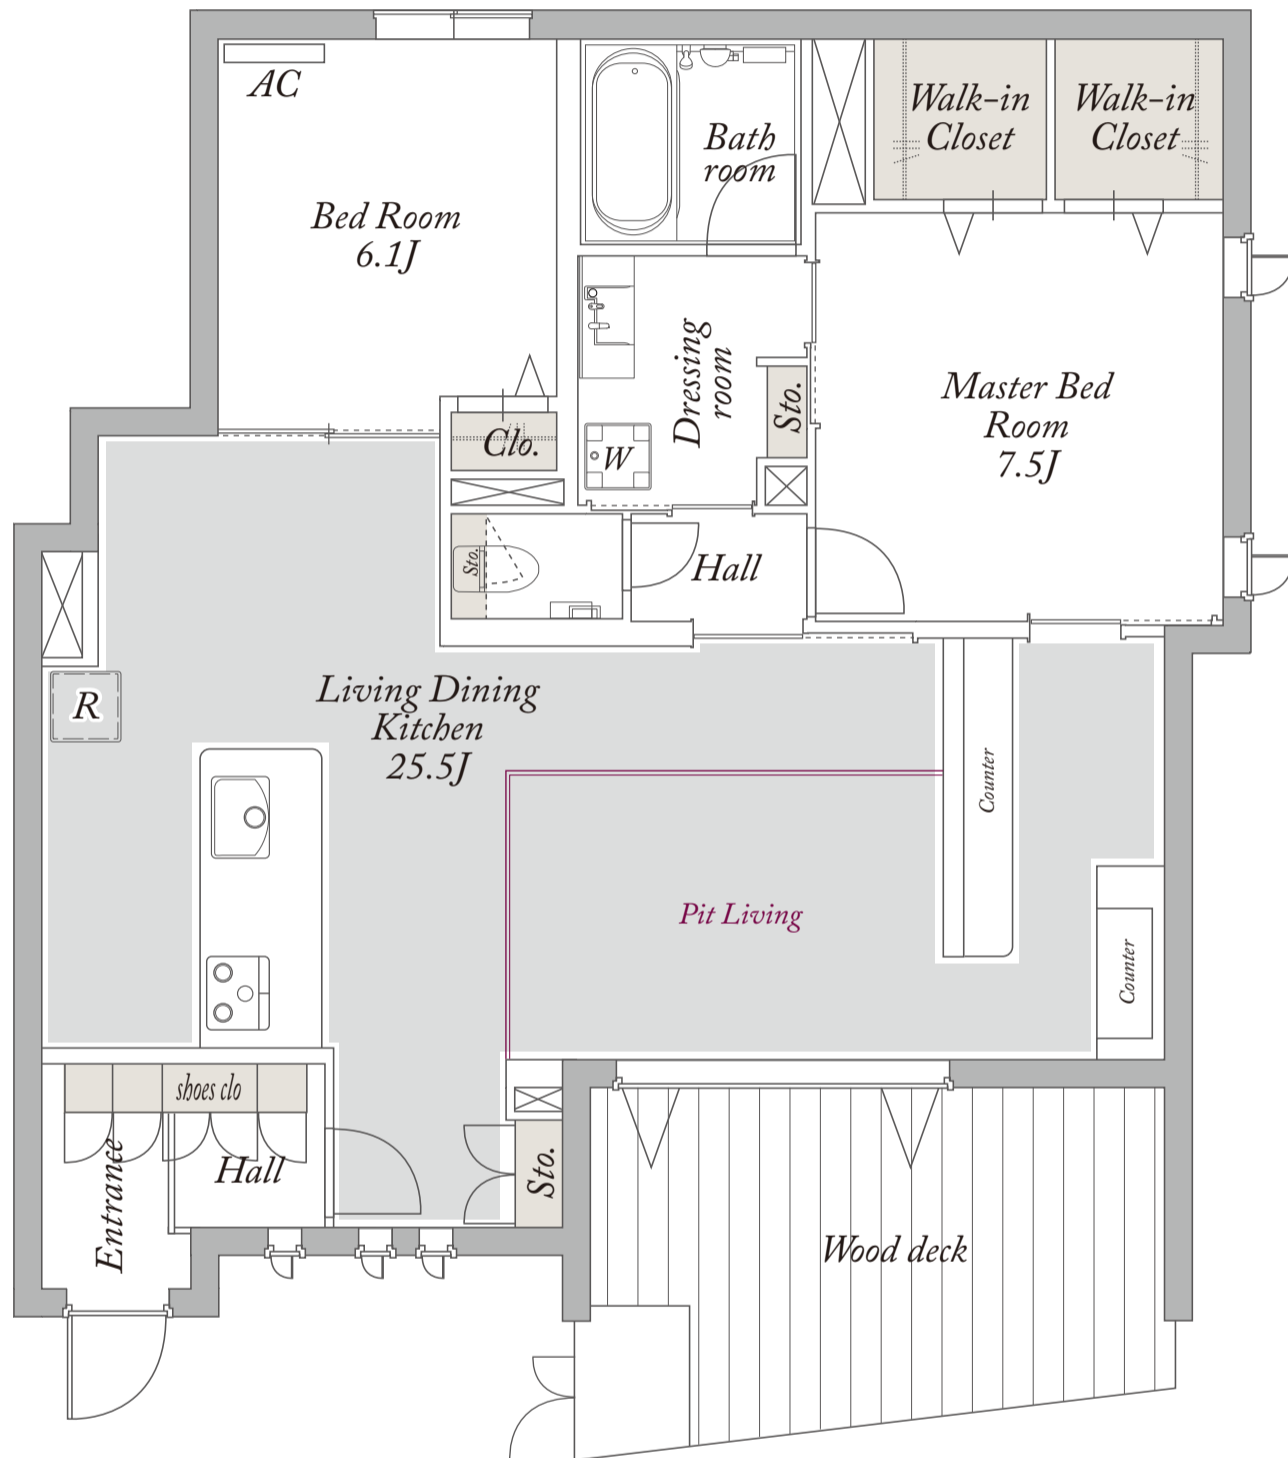 AC
Bath
room
Walk-in
Closet
Walk-in
Closet
Bed Room
6.1J
Dressing
room
Sto.
Master Bed
Room
7.5J
Clo.
W
Sto.
Hall
R
Living Dining
Kitchen
25.5J
Counter
Pit Living
Counter
shoes clo
Entrance
Hall
Sto.
Wood deck